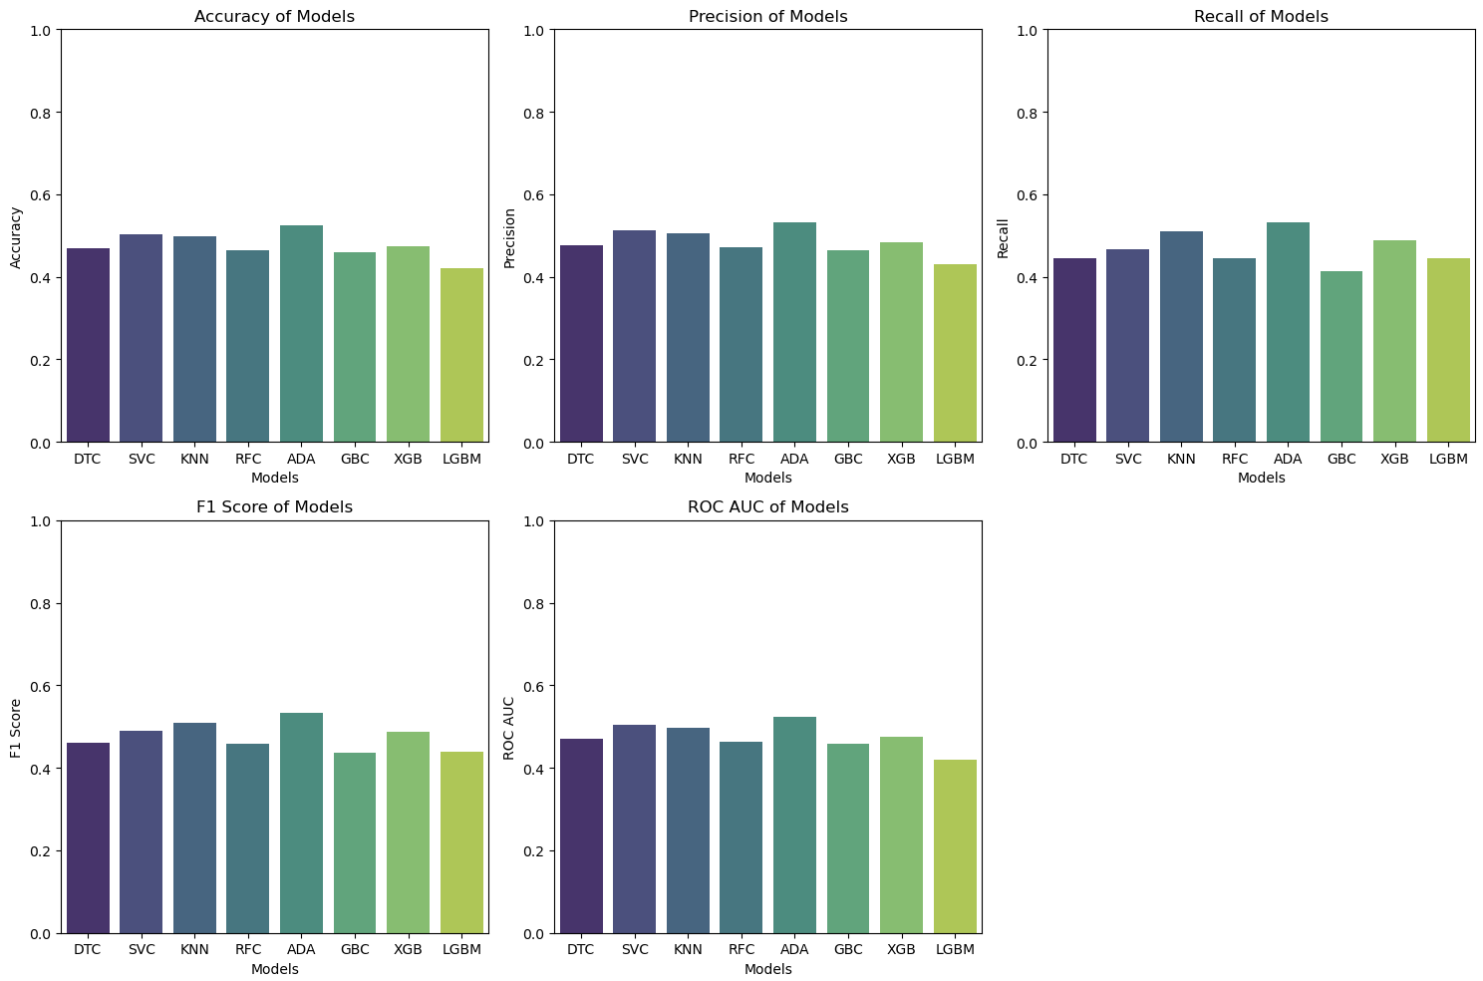 Accuracy of Models
1.0
0.8
0.6
0.4
0.2
0.0
Accuracy
DTC SVC KNN RFC ADA GBC XGB LGBM
Models
Precision of Models
1.0
0.8
0.6
0.4
0.2
0.0
Precision
DTC SVC KNN RFC ADA GBC XGB LGBM
Models
Recall of Models
1.0
0.8
0.6
0.4
0.2
0.0
Recall
DTC SVC KNN RFC ADA GBC XGB LGBM
Models
F1 Score of Models
1.0
0.8
0.6
0.4
0.2
0.0
F1 Score
DTC SVC KNN RFC ADA GBC XGB LGBM
Models
ROC AUC of Models
1.0
0.8
0.6
0.4
0.2
0.0
ROC AUC
DTC SVC KNN RFC ADA GBC XGB LGBM
Models